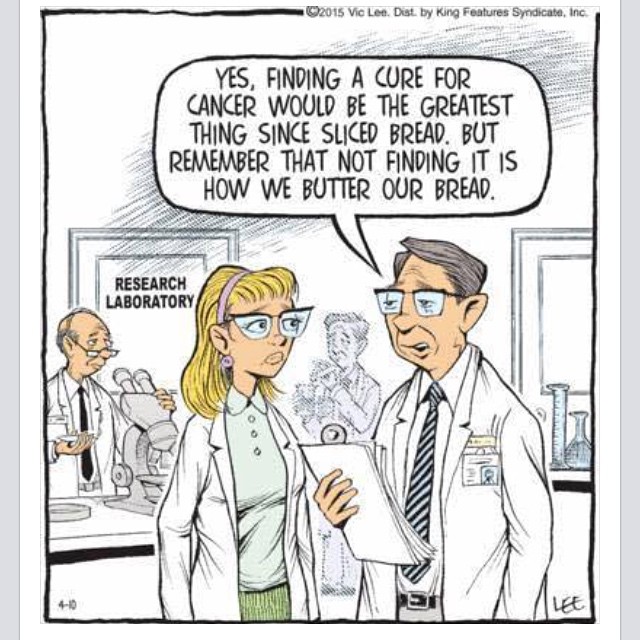 ©2015 Vic Lee. Dist. by King Features Syndicate, Inc.
YES, FINDING A CURE FOR
CANCER WOULD BE THE GREATEST
THING SINCE SLICED BREAD. BUT
REMEMBER THAT NOT FINDING IT IS
HOW WE BUTTER OUR BREAD.
RESEARCH
LABORATORY
4-10
LEE